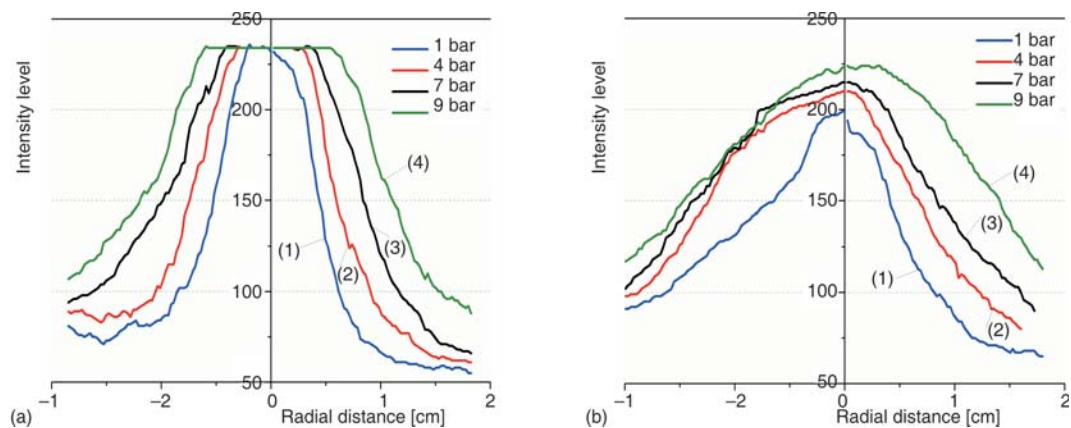 250
200
150
100
50
Intensity level
1 bar
4 bar
7 bar
9 bar
(4)
(3)
(1)
(2)
−1
−2
0
1
2
(a)
Radial distance [cm]
250
200
150
100
50
Intensity level
1 bar
4 bar
7 bar
9 bar
(4)
(3)
(1)
(2)
−1
−2
0
1
2
(b)
Radial distance [cm]